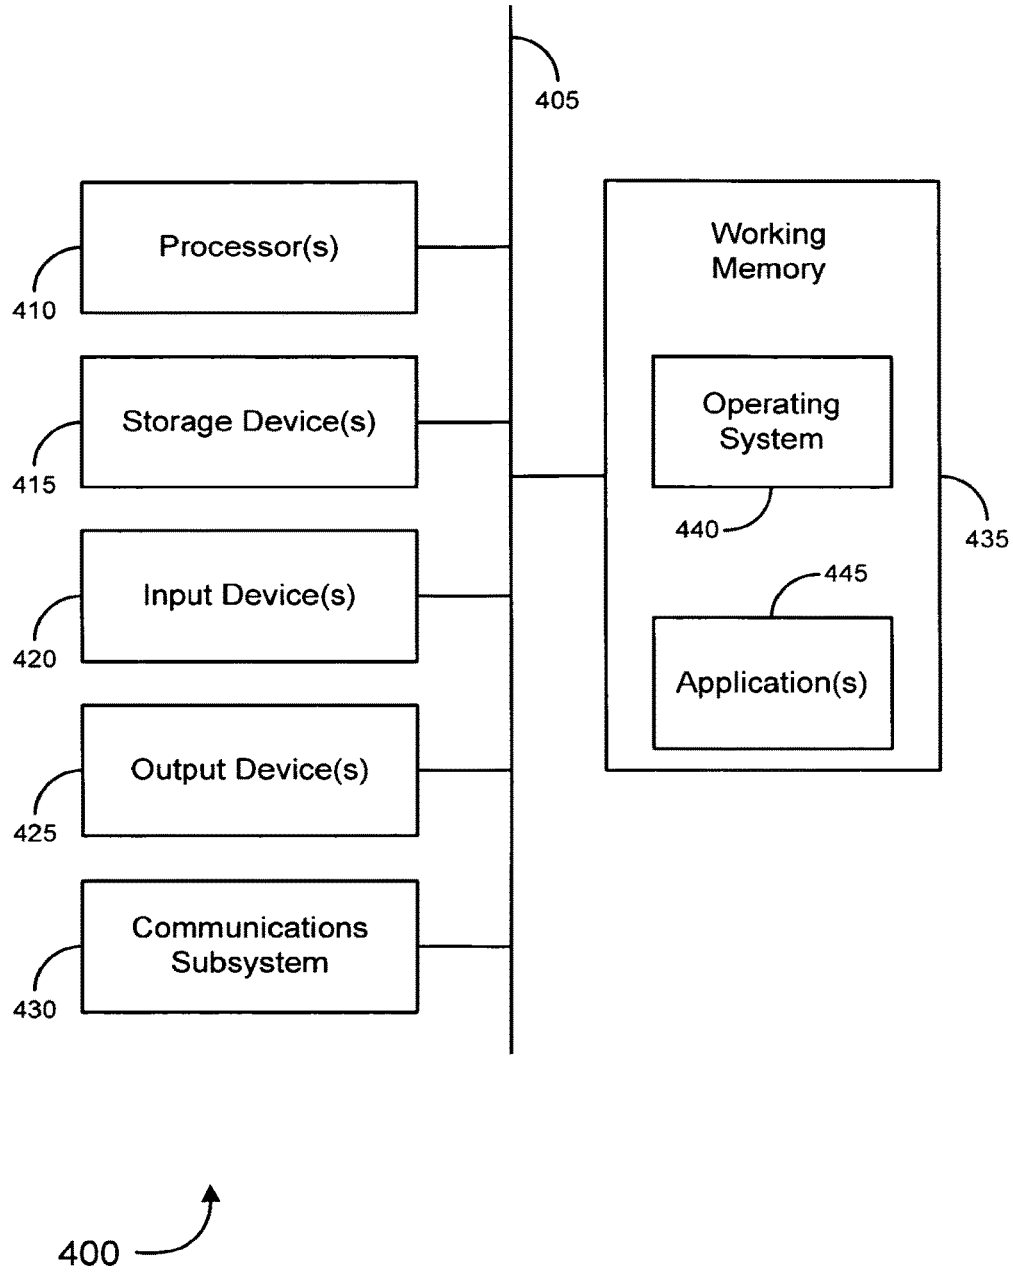 405
Processor(s)
410
Working
Memory
Storage Device(s)
415
Operating
System
440
435
Input Device(s)
420
445
Application(s)
Output Device(s)
425
Communications
Subsystem
430
400